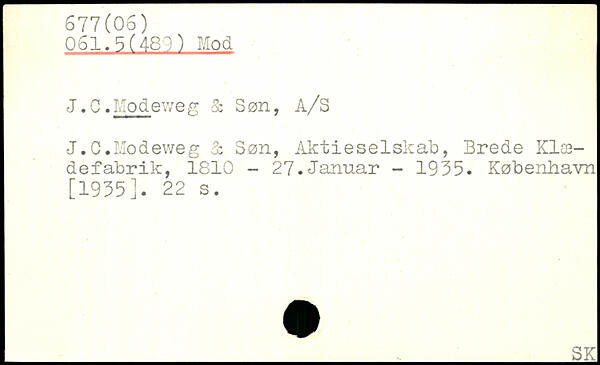 677(06)
061.5(489) Mod
J.C.Modeweg & Søn, A/S
J.C.Modeweg & Søn, Aktieselskab, Brede Klæ-
defabrik, 1810 - 27.Januar - 1935. København
[1935]. 22 s.
SK